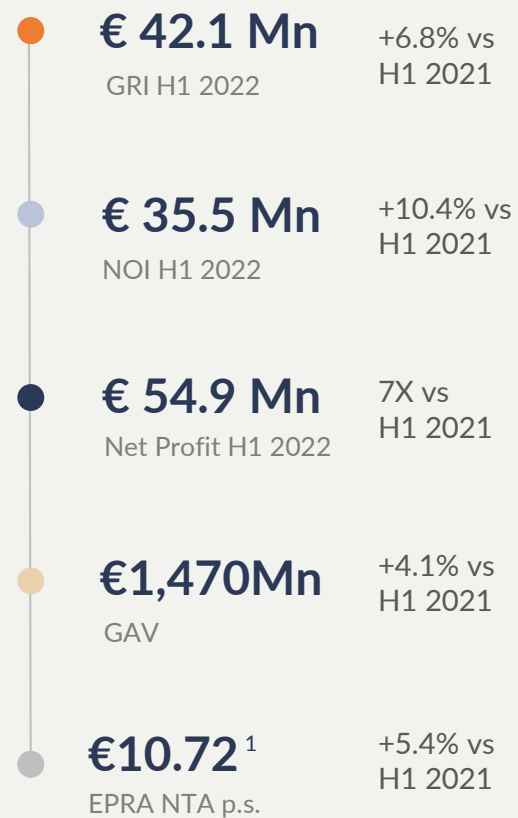 € 42.1 Mn
GRI H1 2022
+6.8% vs
H1 2021
€ 35.5 Mn
NOI H1 2022
+10.4% vs
H1 2021
€ 54.9 Mn
Net Profit H1 2022
7X vs
H1 2021
€1,470Mn
GAV
+4.1% vs
H1 2021
€10.72 1
EPRA NTA p.s.
+5.4% vs
H1 2021